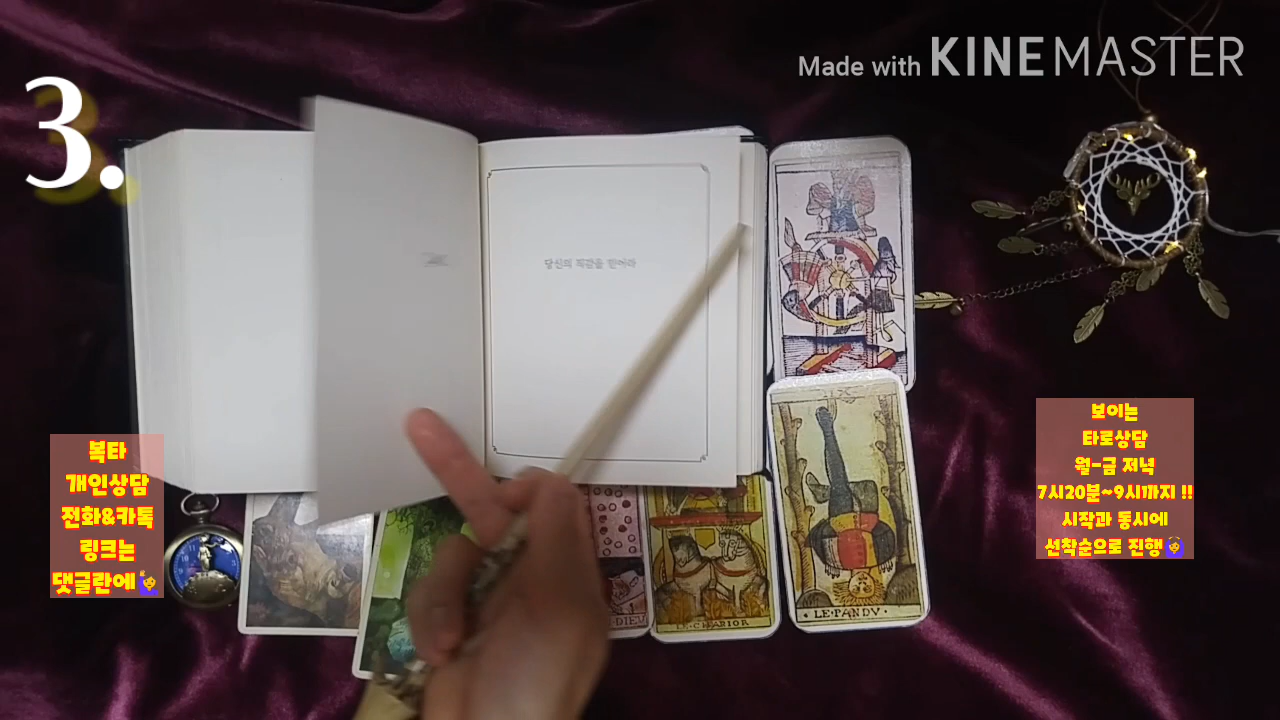 3.
Made with KINEMASTER
당신의 직감을 믿어라
복타
개인상담
전화&카톡
링크는
댓글란에
보이는
타로상담
월-금 저녁
7시20분~9시까지 !!
시작과 동시에
선착순으로 진행
LE·CHARIOR
·LE·PANDV·